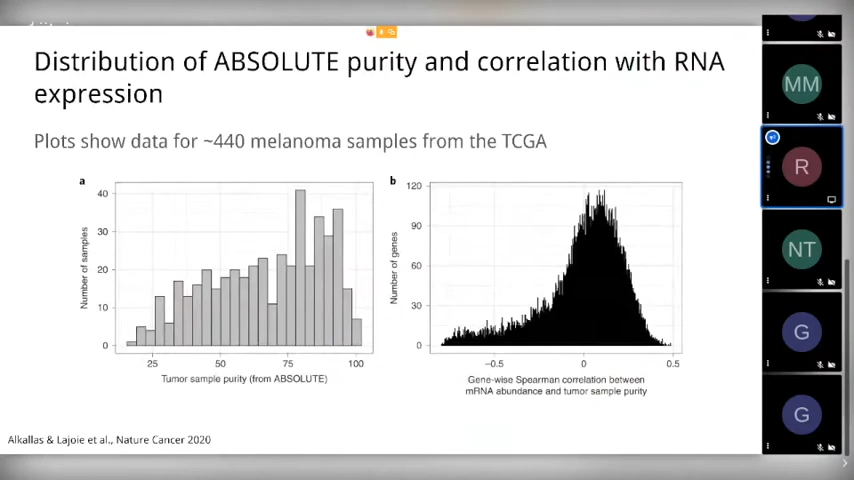 Distribution of ABSOLUTE purity and correlation with RNA
expression
Plots show data for ~440 melanoma samples from the TCGA
a
40
30
20
10
0
Number of samples
25
50
75
100
Tumor sample purity (from ABSOLUTE)
b
120
90
60
30
0
Number of genes
−0.5
0
0.5
Gene-wise Spearman correlation between
mRNA abundance and tumor sample purity
Alkallas & Lajoie et al., Nature Cancer 2020
MM
R
NT
G
G